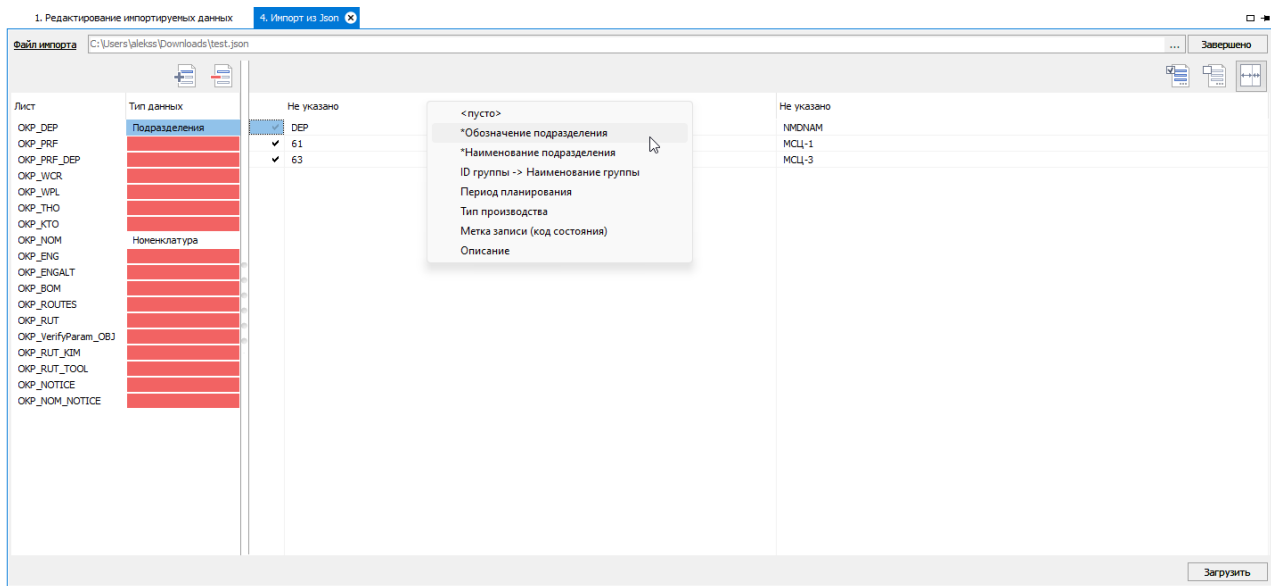 1. Редактирование импортируемых данных
4. Импорт из Json
Файл импорта C:\Users\alekss\Downloads\test.json ... Завершено
Лист Тип данных
OKP_DEP Подразделения
OKP_PRF
OKP_PRF_DEP
OKP_WCR
OKP_WPL
OKP_THO
OKP_KTO
OKP_NOM Номенклатура
OKP_ENG
OKP_ENGALT
OKP_BOM
OKP_ROUTES
OKP_RUT
OKP_VerifyParam_OBJ
OKP_RUT_KIM
OKP_RUT_TOOL
OKP_NOTICE
OKP_NOM_NOTICE
Не указано
DEP
61
63
<пусто>
*Обозначение подразделения
*Наименование подразделения
ID группы -> Наименование группы
Период планирования
Тип производства
Метка записи (код состояния)
Описание
Не указано
NMDNAM
МСЦ-1
МСЦ-3
Загрузить